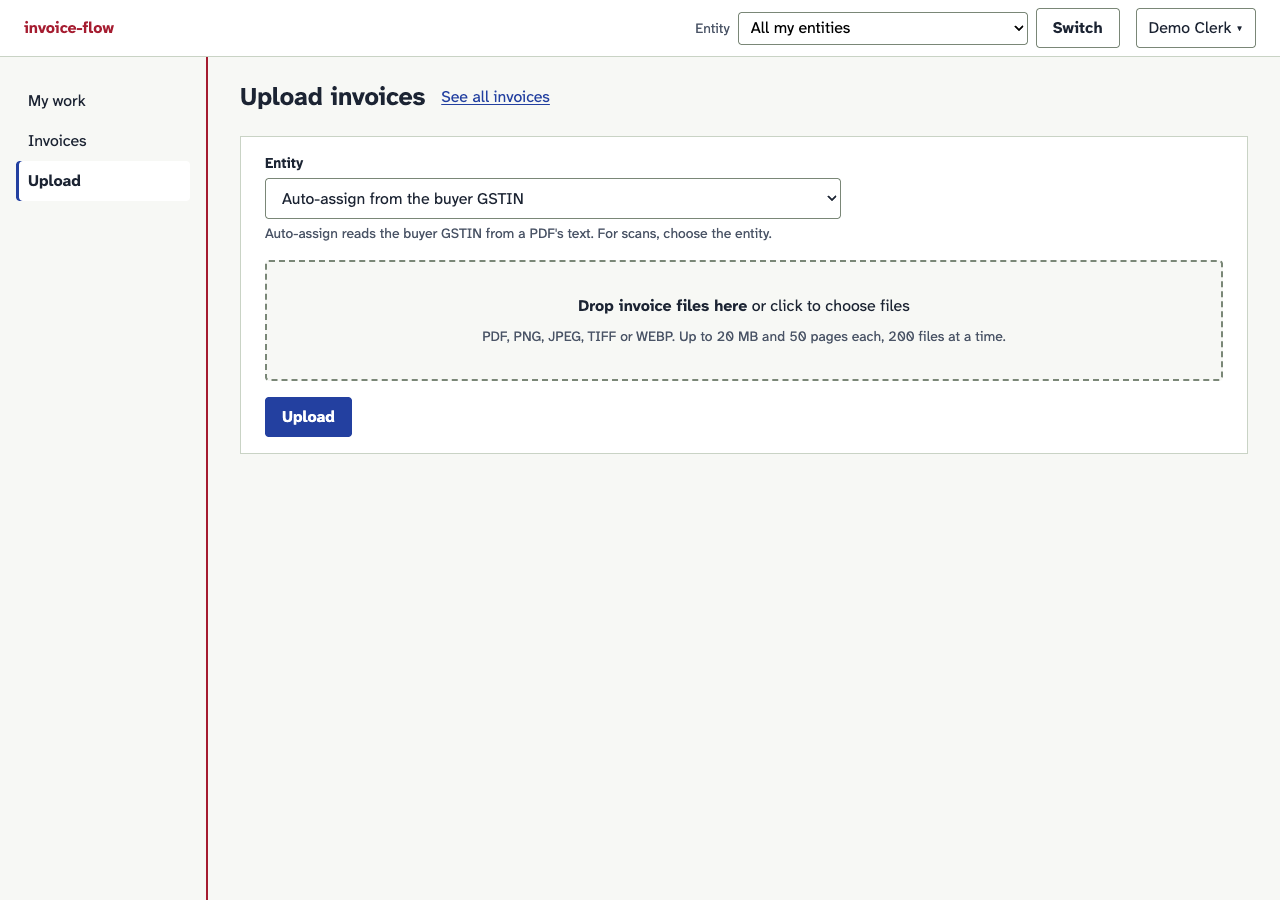 invoice-flow
Entity
All my entities
Switch
Demo Clerk ▾
My work
Invoices
Upload
Upload invoices
See all invoices
Entity
Auto-assign from the buyer GSTIN
Auto-assign reads the buyer GSTIN from a PDF's text. For scans, choose the entity.
Drop invoice files here or click to choose files
PDF, PNG, JPEG, TIFF or WEBP. Up to 20 MB and 50 pages each, 200 files at a time.
Upload